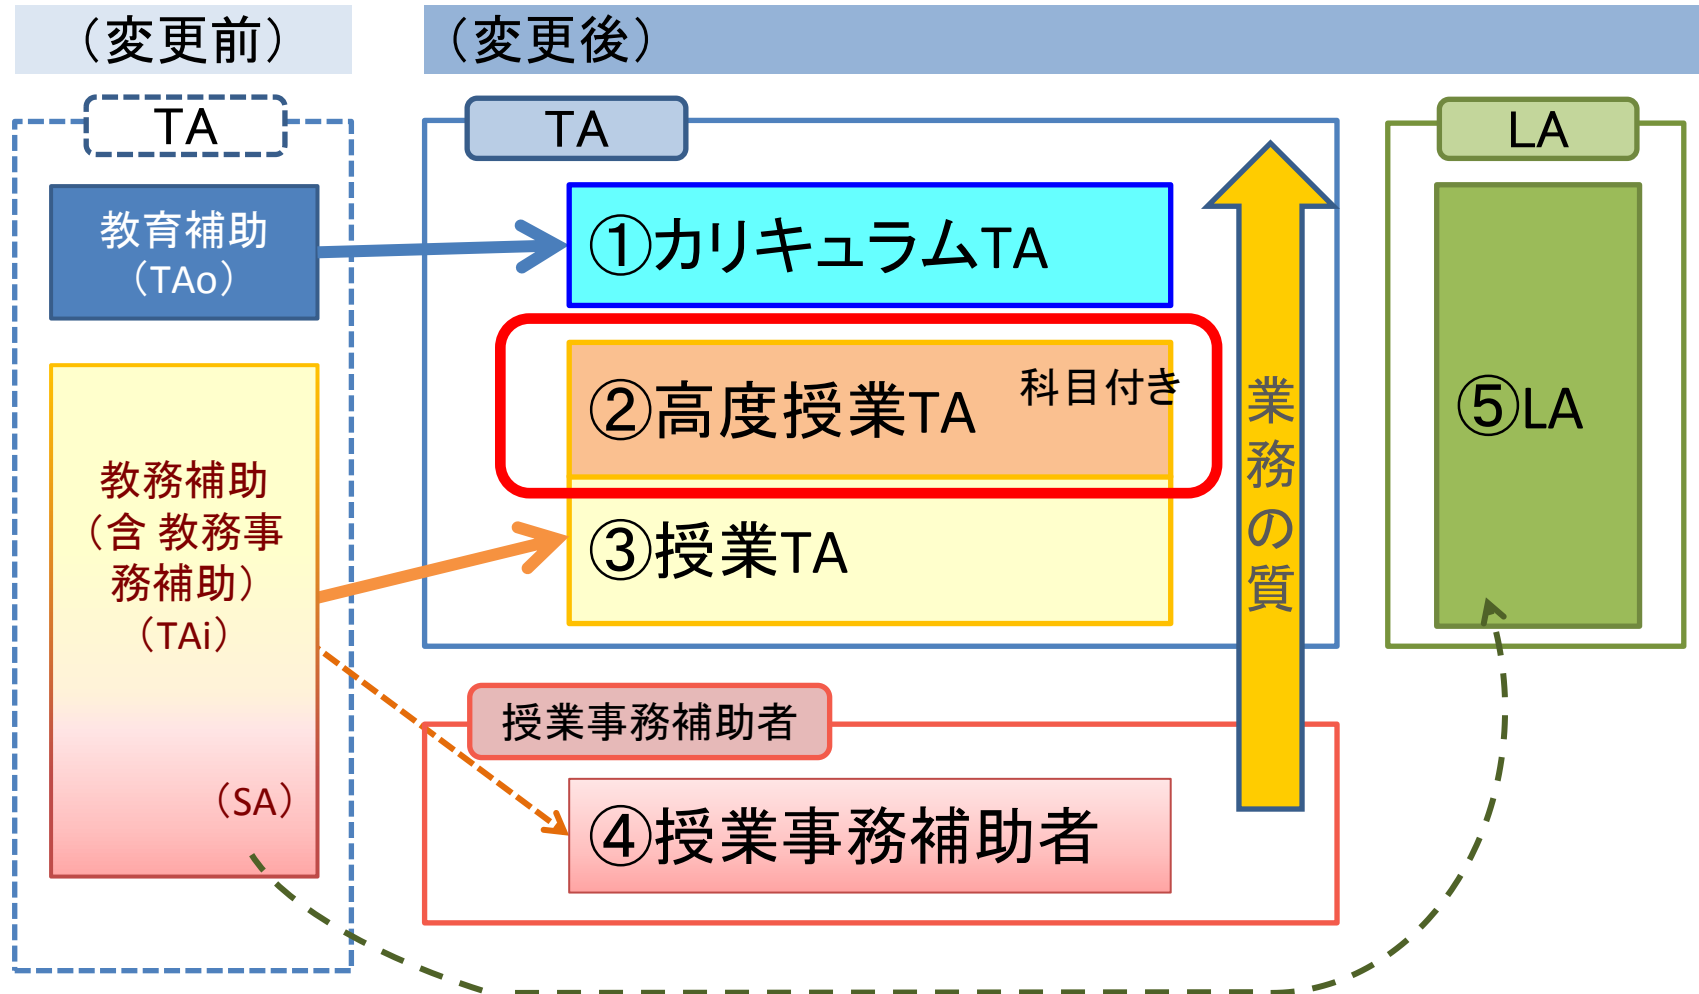 （変更前）
（変更後）
TA
教育補助
（TAo）
教務補助
（含 教務事
務補助）
（TAi）
（SA）
TA
①カリキュラムTA
②高度授業TA
科目付き
③授業TA
業務の質
授業事務補助者
④授業事務補助者
LA
⑤LA